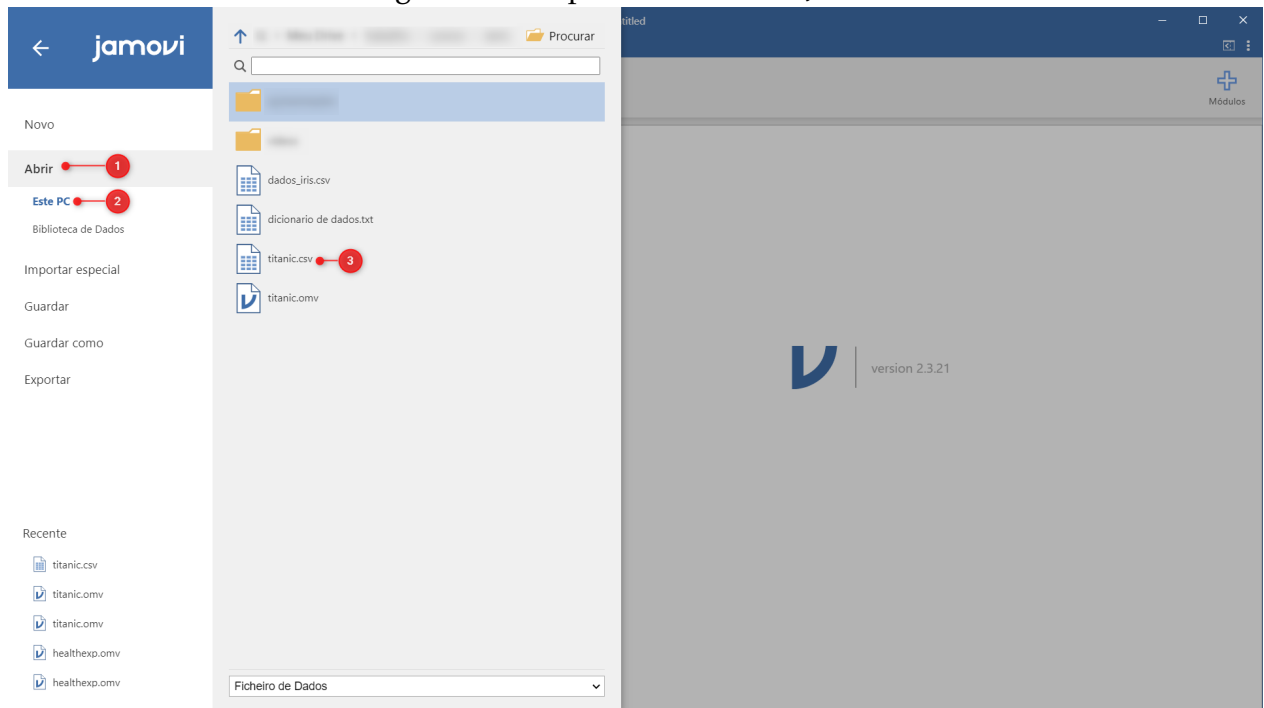 titled
jamovi
Procurar
Módulos
Novo
Abrir
1
Este PC
2
Biblioteca de Dados
Importar especial
Guardar
Guardar como
Exportar
dados_iris.csv
dicionario de dados.txt
titanic.csv
3
titanic.omv
version 2.3.21
Recente
titanic.csv
titanic.omv
titanic.omv
healthexp.omv
healthexp.omv
Ficheiro de Dados